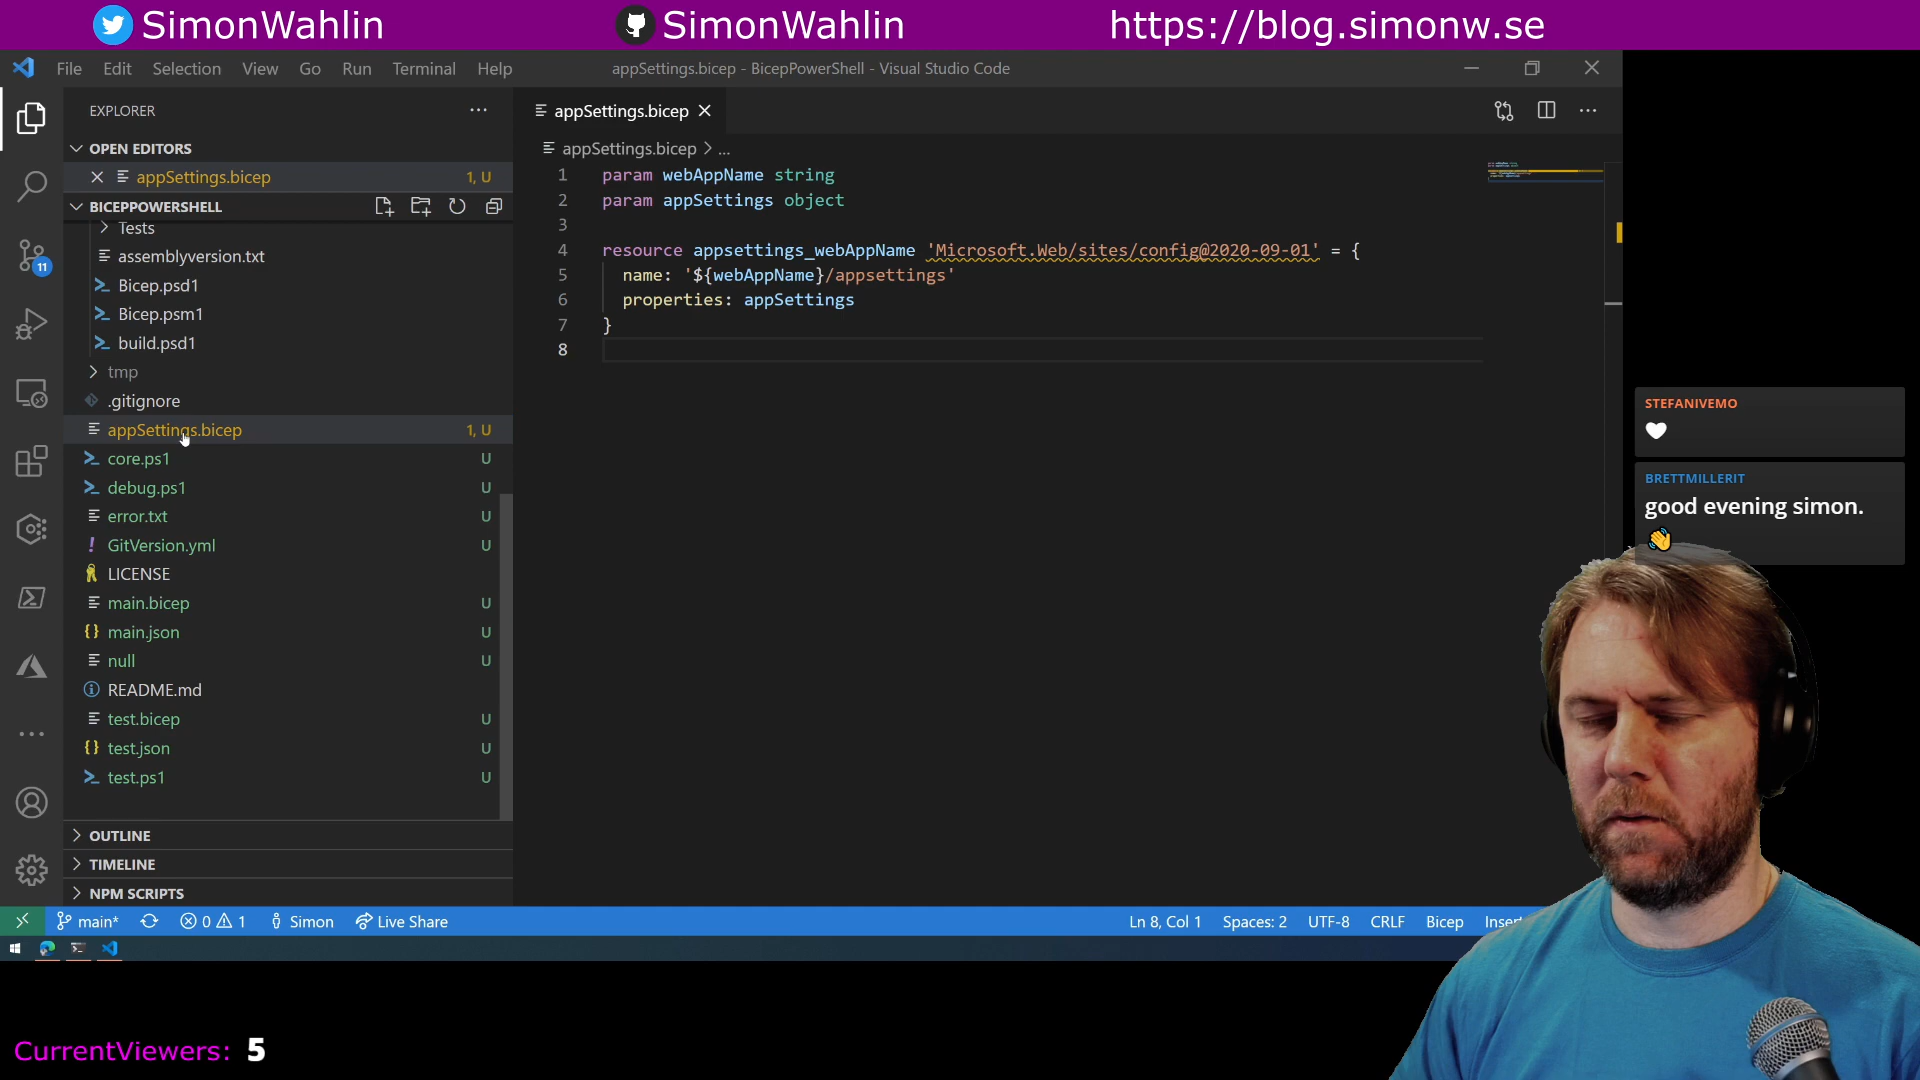 SimonWahlin
SimonWahlin
https://blog.simonw.se
File Edit Selection View Go Run Terminal Help
appSettings.bicep - BicepPowerShell - Visual Studio Code
EXPLORER
OPEN EDITORS
appSettings.bicep 1, U
BICEPPOWERSHELL
Tests
assemblyversion.txt
Bicep.psd1
Bicep.psm1
build.psd1
tmp
.gitignore
appSettings.bicep 1, U
core.ps1 U
debug.ps1 U
error.txt U
GitVersion.yml U
LICENSE
main.bicep U
main.json U
null U
README.md
test.bicep U
test.json U
test.ps1 U
OUTLINE
TIMELINE
NPM SCRIPTS
11
appSettings.bicep
appSettings.bicep > ...
1 param webAppName string
2 param appSettings object
3
4 resource appsettings_webAppName 'Microsoft.Web/sites/config@2020-09-01' = {
5 name: '${webAppName}/appsettings'
6 properties: appSettings
7 }
8
STEFANIVEMO
BRETTMILLERIT
good evening simon.
main* 0 1 Simon Live Share
Ln 8, Col 1 Spaces: 2 UTF-8 CRLF Bicep
CurrentViewers: 5